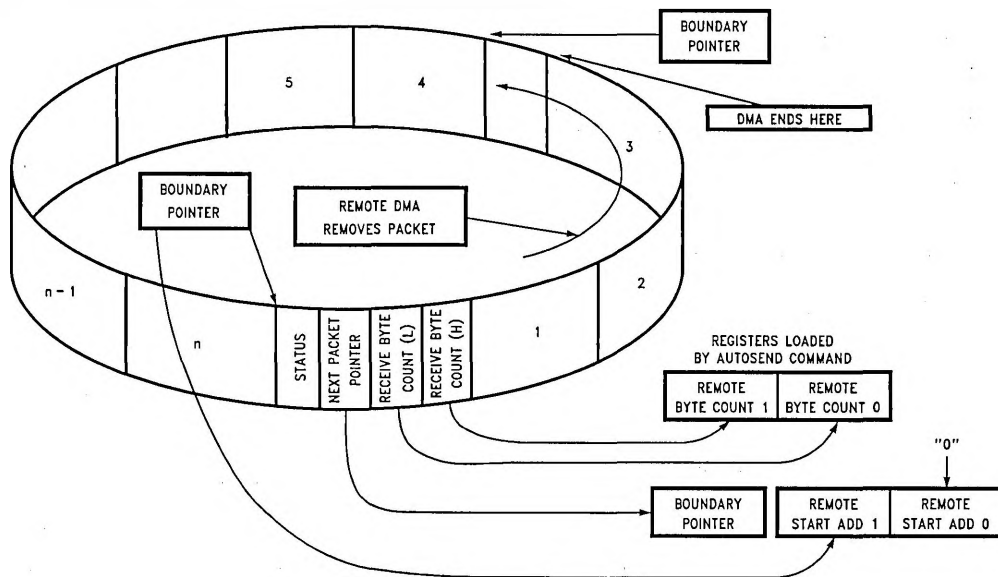 BOUNDARY
POINTER
5
4
DMA ENDS HERE
3
BOUNDARY
POINTER
REMOTE DMA
REMOVES PACKET
n-1
n
STATUS
NEXT PACKET
POINTER
RECEIVE BYTE
COUNT (L)
RECEIVE BYTE
COUNT (H)
1
2
REGISTERS LOADED
BY AUTOSEND COMMAND
REMOTE
BYTE COUNT 1
REMOTE
BYTE COUNT 0
"0"
BOUNDARY
POINTER
REMOTE
START ADD 1
REMOTE
START ADD 0